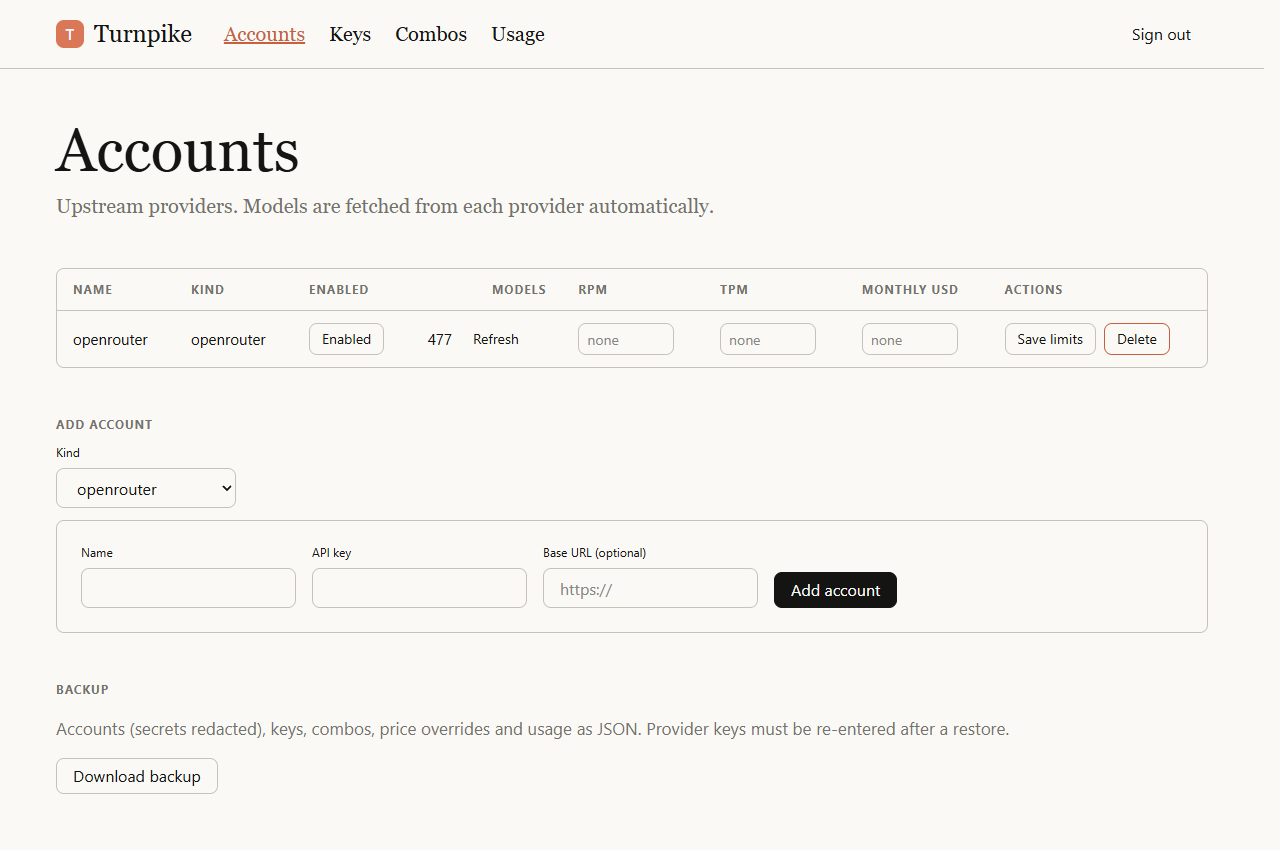 T Turnpike Accounts Keys Combos Usage Sign out
Accounts
Upstream providers. Models are fetched from each provider automatically.
NAME KIND ENABLED MODELS RPM TPM MONTHLY USD ACTIONS
openrouter openrouter Enabled 477 Refresh none none none Save limits Delete
ADD ACCOUNT
Kind
openrouter
Name API key Base URL (optional)
https:// Add account
BACKUP
Accounts (secrets redacted), keys, combos, price overrides and usage as JSON. Provider keys must be re-entered after a restore.
Download backup